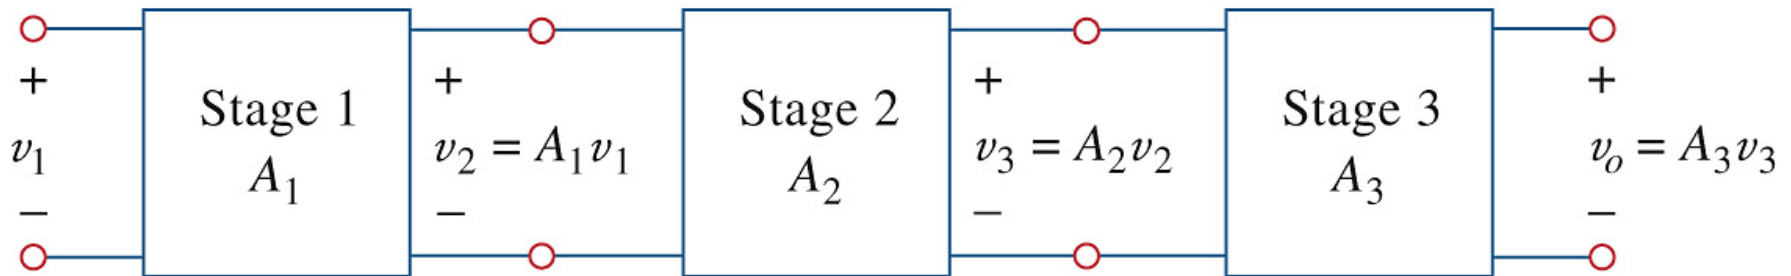 +
v₁
−
Stage 1
A₁
+
v₂ = A₁v₁
−
Stage 2
A₂
+
v₃ = A₂v₂
−
Stage 3
A₃
+
vₒ = A₃v₃
−